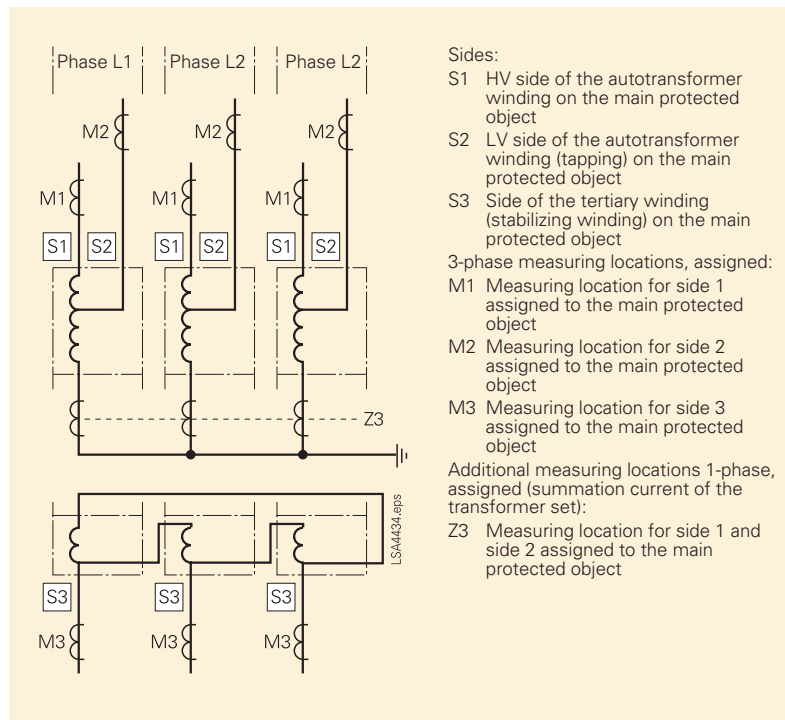 Phase L1 Phase L2 Phase L2
M2 M2 M2
M1 M1 M1
S1 S2 S1 S2 S1 S2
Z3
LSA4434.eps
S3 S3 S3
M3 M3 M3
Sides:
S1 HV side of the autotransformer
winding on the main protected
object
S2 LV side of the autotransformer
winding (tapping) on the main
protected object
S3 Side of the tertiary winding
(stabilizing winding) on the main
protected object
3-phase measuring locations, assigned:
M1 Measuring location for side 1
assigned to the main protected
object
M2 Measuring location for side 2
assigned to the main protected
object
M3 Measuring location for side 3
assigned to the main protected
object
Additional measuring locations 1-phase,
assigned (summation current of the
transformer set):
Z3 Measuring location for side 1 and
side 2 assigned to the main
protected object